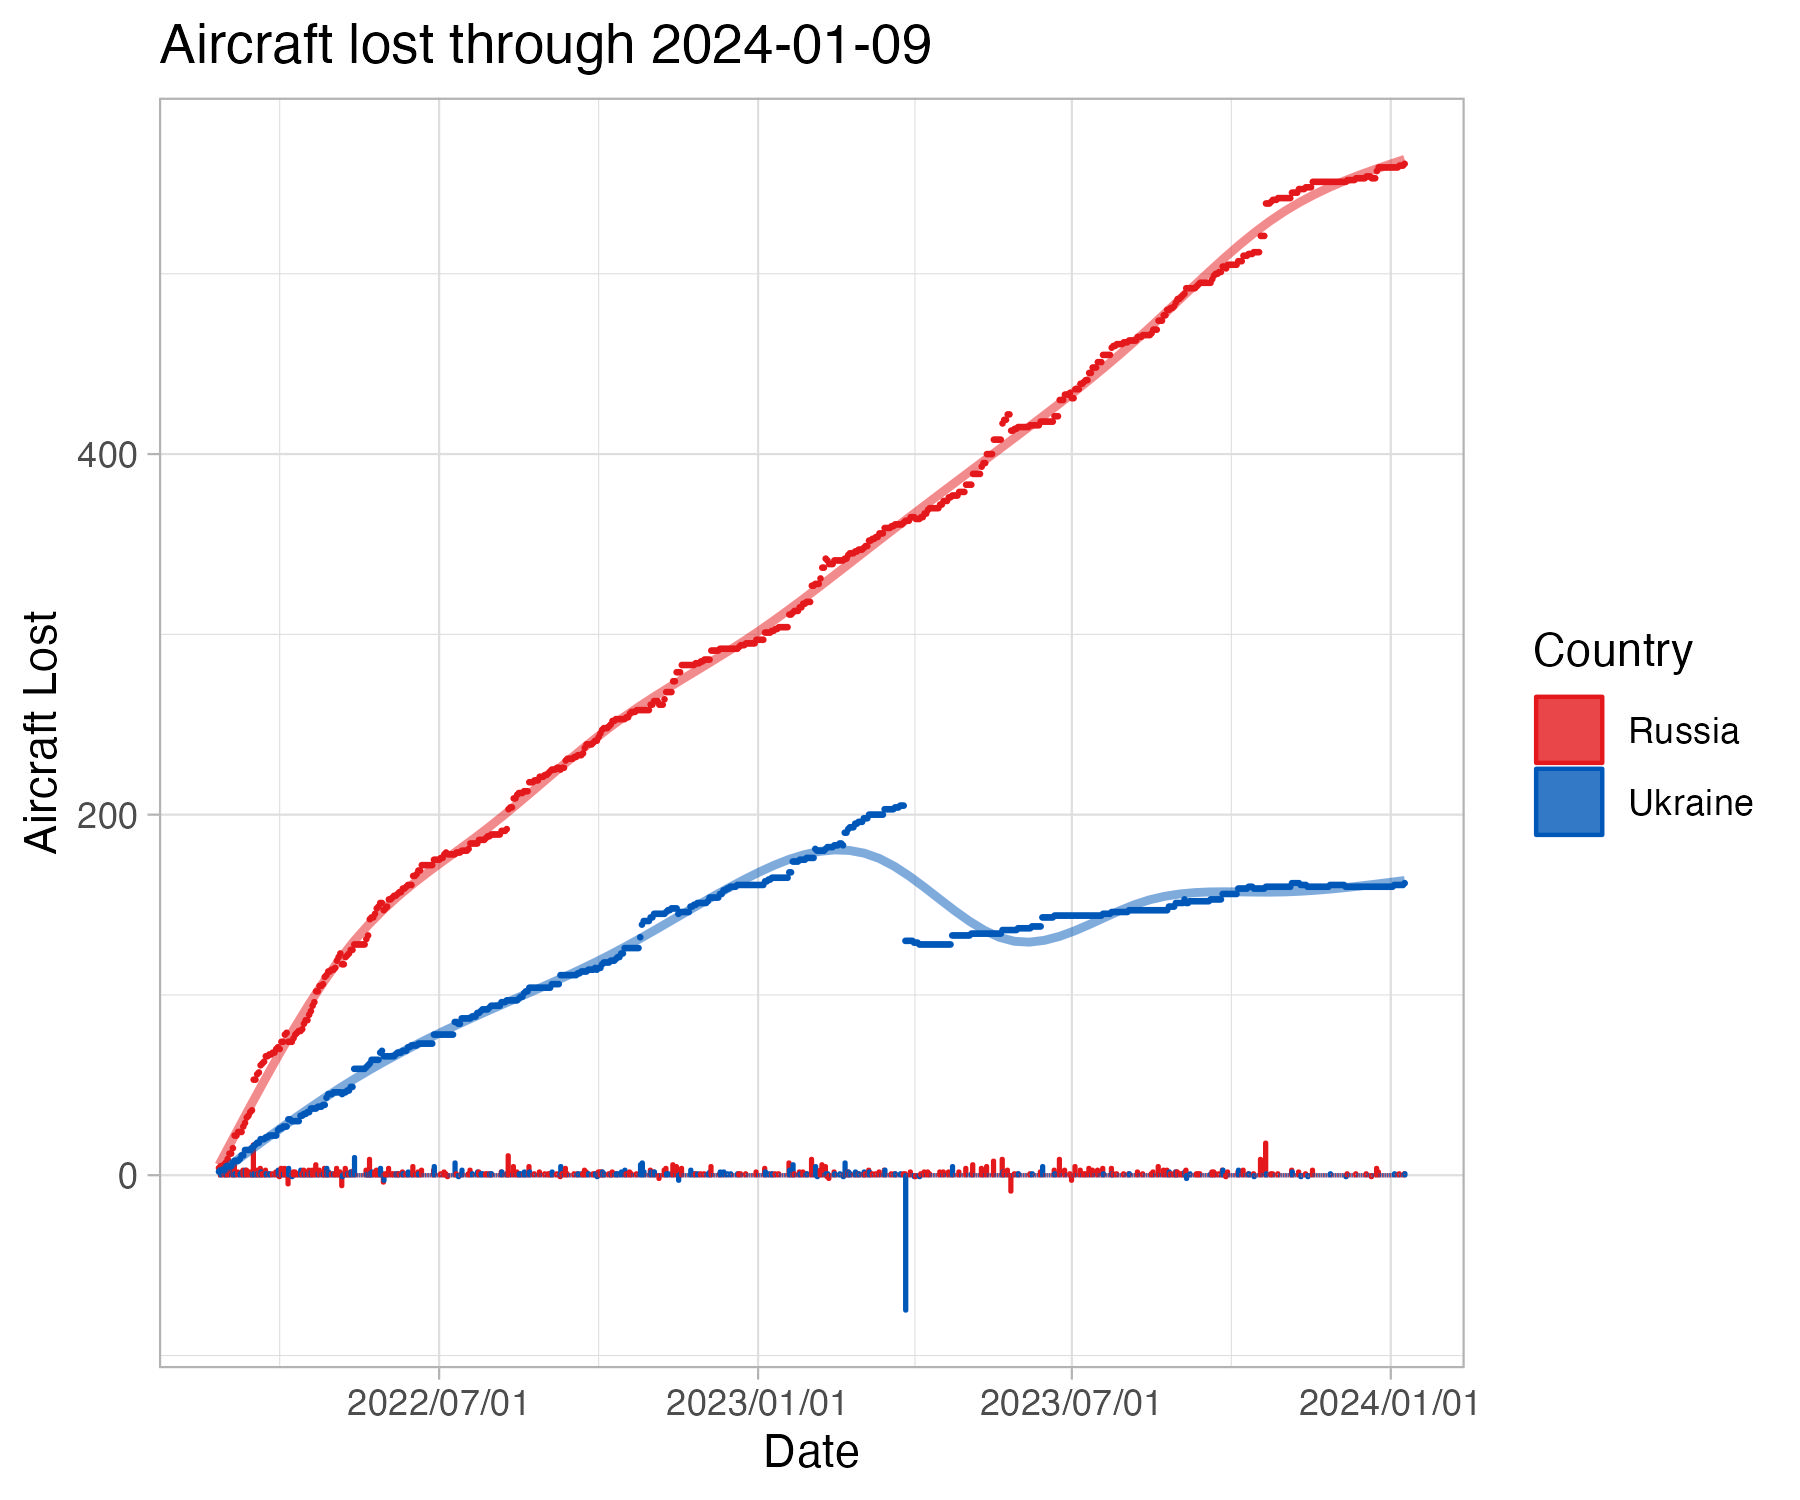 Aircraft lost through 2024-01-09
Aircraft Lost
400
200
0
2022/07/01
2023/01/01
2023/07/01
2024/01/01
Date
Country
Russia
Ukraine